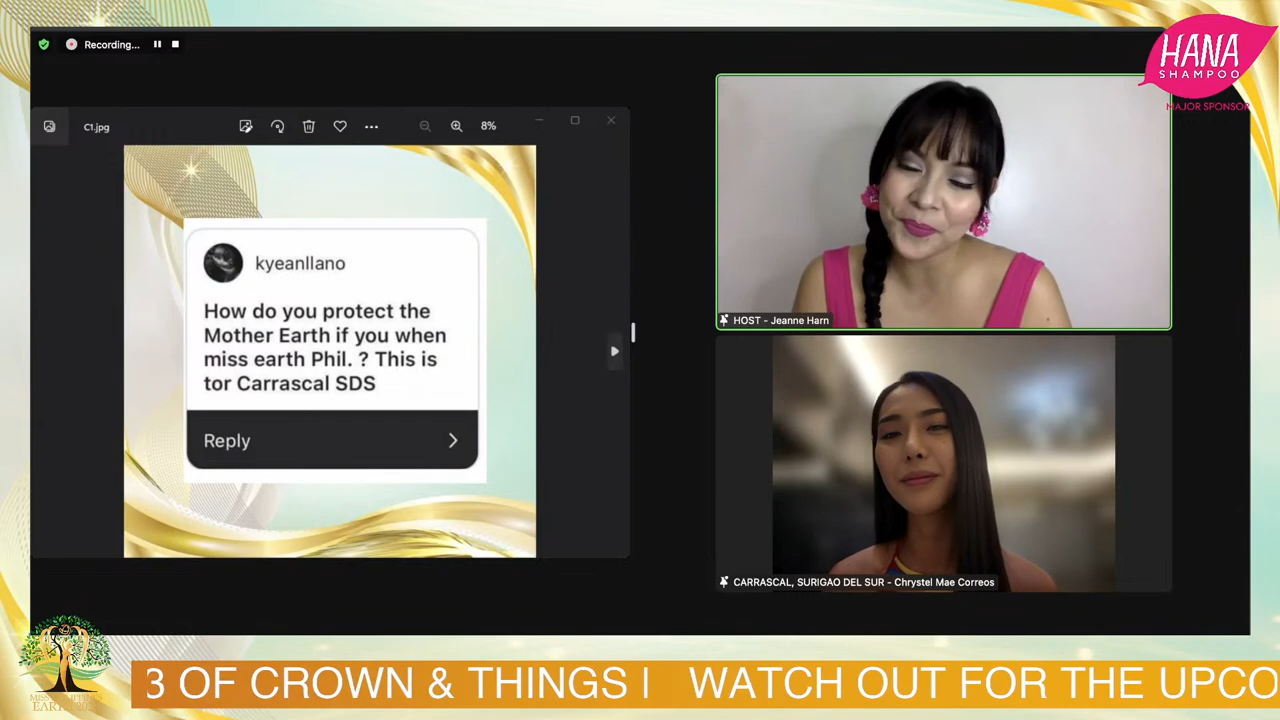 Recording...
HANA
SHAMPOO
MAJOR SPONSOR
C1.jpg
8%
kyeanllano
How do you protect the
Mother Earth if you when
miss earth Phil. ? This is
tor Carrascal SDS
Reply
HOST - Jeanne Harn
CARRASCAL, SURIGAO DEL SUR - Chrystel Mae Correos
3 OF CROWN & THINGS | WATCH OUT FOR THE UPCO